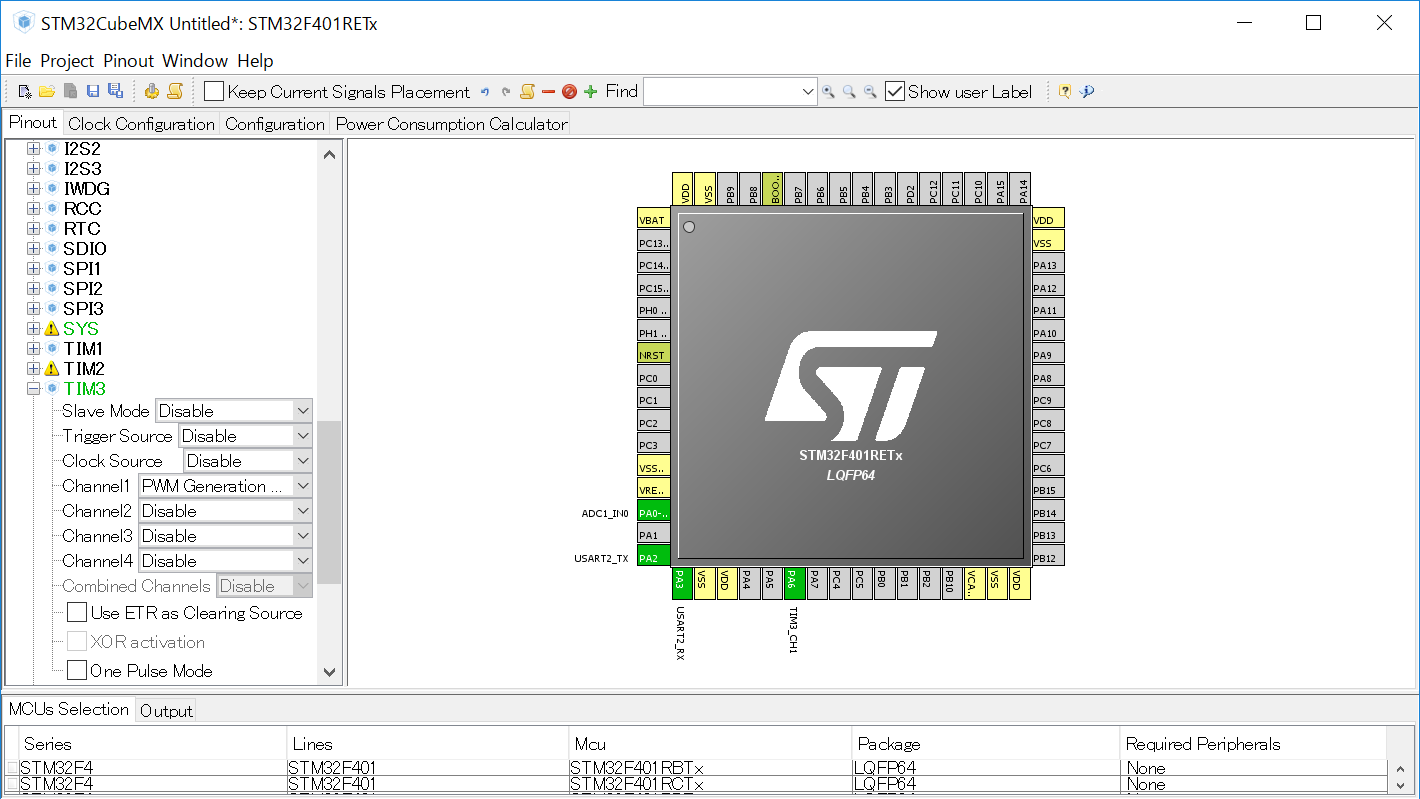 STM32CubeMX Untitled*: STM32F401RETx
File Project Pinout Window Help
Keep Current Signals Placement Find Show user Label
Pinout Clock Configuration Configuration Power Consumption Calculator
I2S2
I2S3
IWDG
RCC
RTC
SDIO
SPI1
SPI2
SPI3
SYS
TIM1
TIM2
TIM3
Slave Mode Disable
Trigger Source Disable
Clock Source Disable
Channel1 PWM Generation ...
Channel2 Disable
Channel3 Disable
Channel4 Disable
Combined Channels Disable
Use ETR as Clearing Source
XOR activation
One Pulse Mode
VDD VSS PB9 PB8 BOO.. PB7 PB6 PB5 PB4 PB3 PD2 PC12 PC11 PC10 PA15 PA14
VBAT
PC13..
PC14..
PC15..
PH0 ..
PH1 ..
NRST
PC0
PC1
PC2
PC3
VSS..
VRE..
ADC1_IN0 PA0-..
PA1
USART2_TX PA2
STM32F401RETx
LQFP64
VDD
VSS
PA13
PA12
PA11
PA10
PA9
PA8
PC9
PC8
PC7
PC6
PB15
PB14
PB13
PB12
PA3 VSS VDD PA4 PA5 PA6 PA7 PC4 PC5 PB0 PB1 PB2 PB10 VCA.. VSS VDD
USART2_RX TIM3_CH1
MCUs Selection Output
Series Lines Mcu Package Required Peripherals
STM32F4 STM32F401 STM32F401RBTx LQFP64 None
STM32F4 STM32F401 STM32F401RCTx LQFP64 None